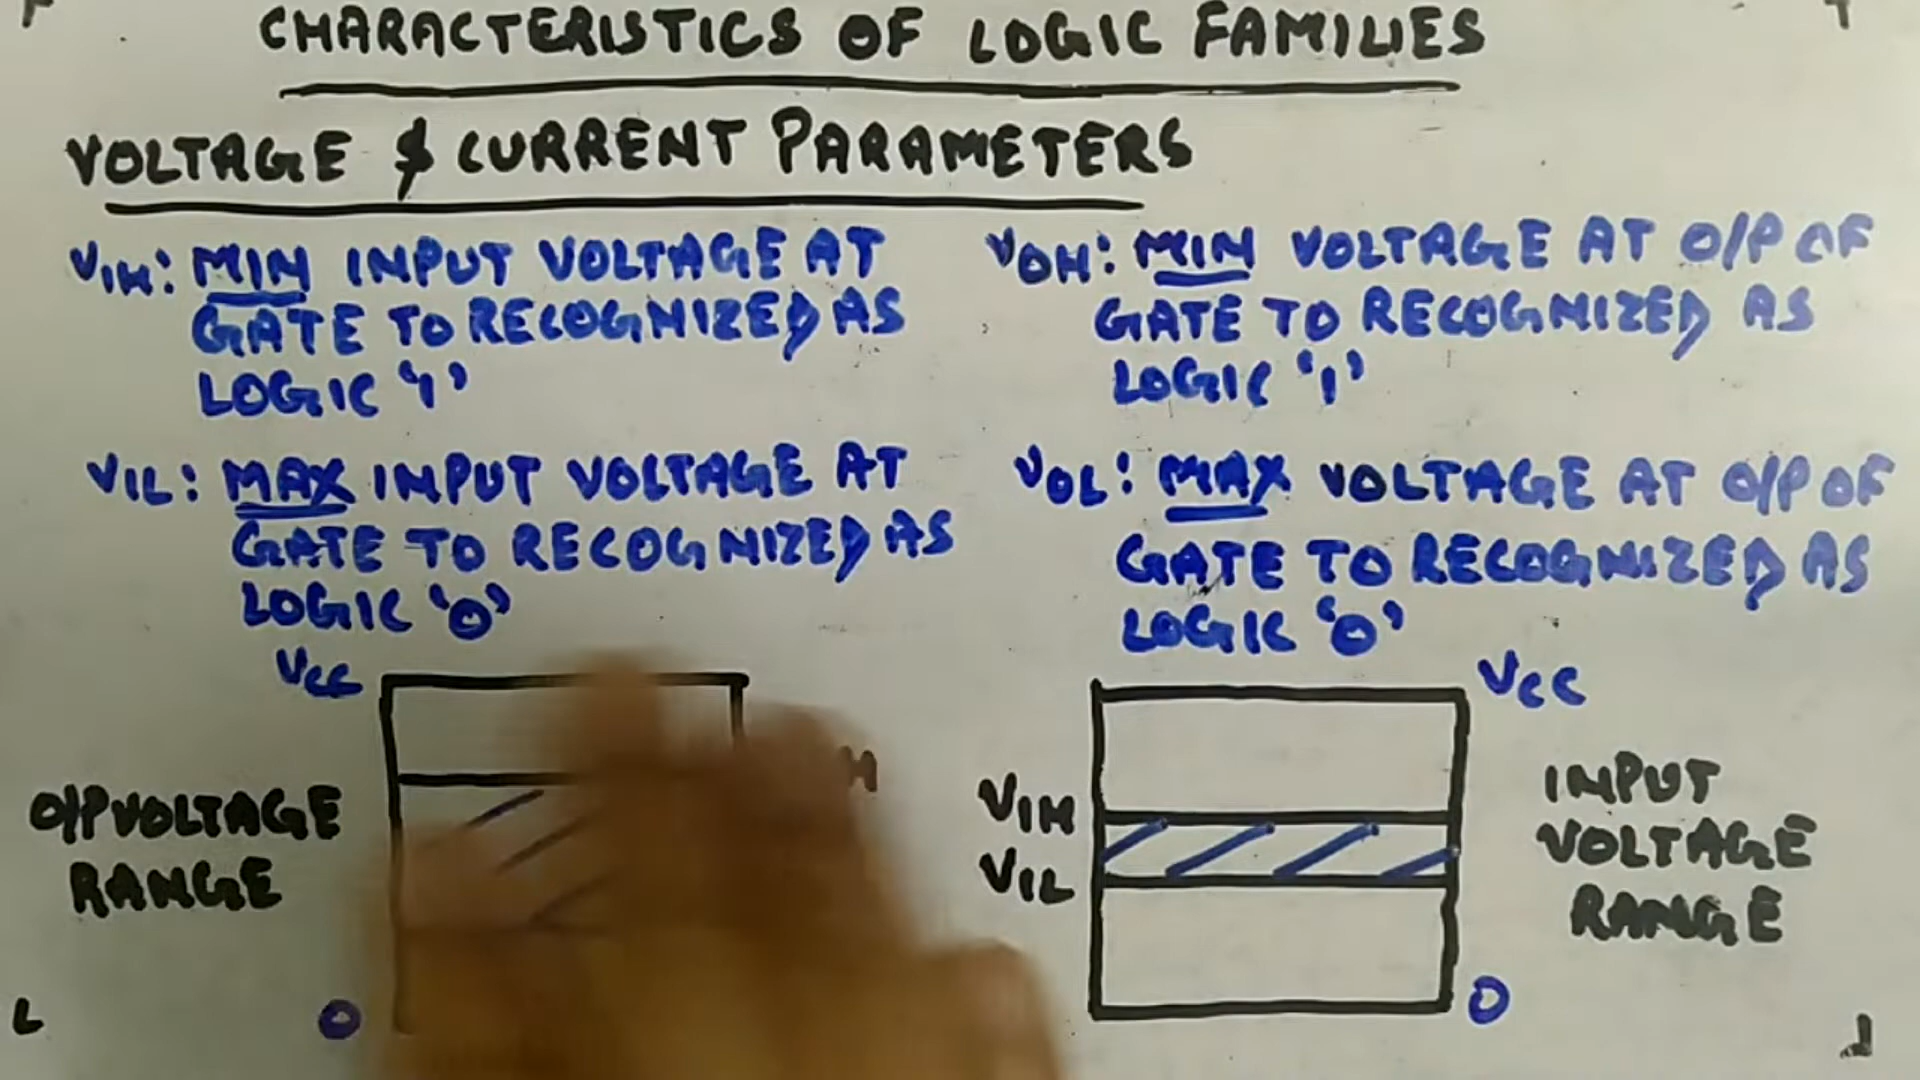 CHARACTERISTICS OF LOGIC FAMILIES
VOLTAGE & CURRENT PARAMETERS
VIH: MIN INPUT VOLTAGE AT
GATE TO RECOGNIZED AS
LOGIC '1'
VOH: MIN VOLTAGE AT O/P OF
GATE TO RECOGNIZED AS
LOGIC '1'
VIL: MAX INPUT VOLTAGE AT
GATE TO RECOGNIZED AS
LOGIC '0'
VOL: MAX VOLTAGE AT O/P OF
GATE TO RECOGNIZED AS
LOGIC '0'
VCC
O/P VOLTAGE
RANGE
0
H
VCC
VIH
VIL
INPUT
VOLTAGE
RANGE
0